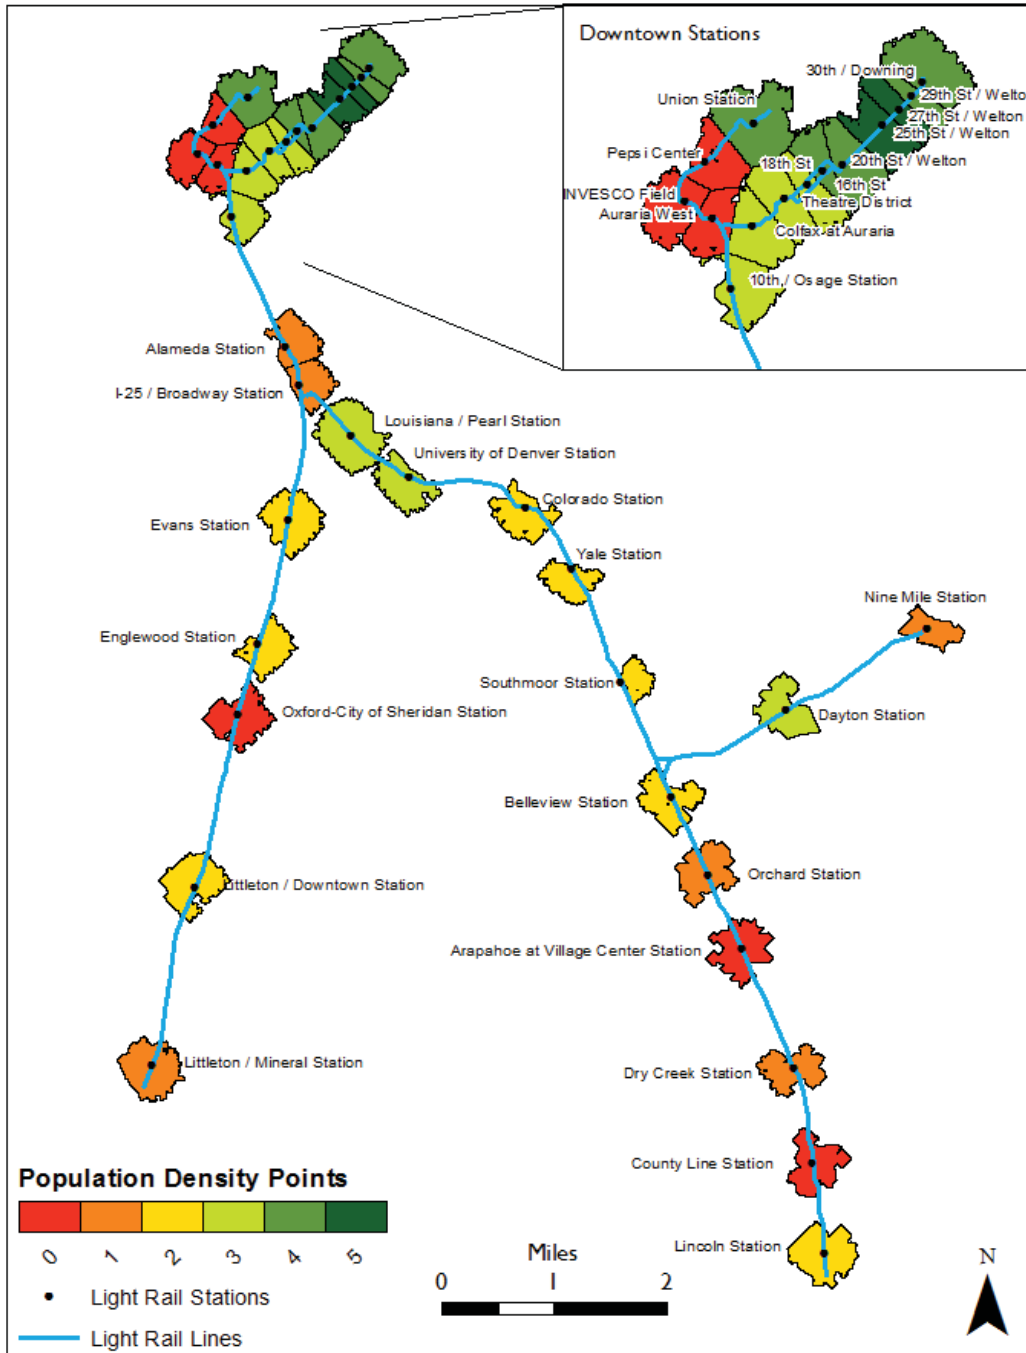 Downtown Stations
30th / Downing
Union Station
29th St / Welton
27th St / Welton
25th St / Welton
Pepsi Center
18th St
20th St / Welton
16th St
INVESCO Field
Theatre District
Auraria West
Colfax at Auraria
10th / Osage Station
Alameda Station
I-25 / Broadway Station
Louisiana / Pearl Station
University of Denver Station
Colorado Station
Evans Station
Yale Station
Nine Mile Station
Englewood Station
Southmoor Station
Oxford-City of Sheridan Station
Dayton Station
Belleview Station
Orchard Station
Littleton / Downtown Station
Arapahoe at Village Center Station
Littleton / Mineral Station
Dry Creek Station
County Line Station
Lincoln Station
Population Density Points
0 1 2 3 4 5
Light Rail Stations
Light Rail Lines
Miles
0 1 2
N